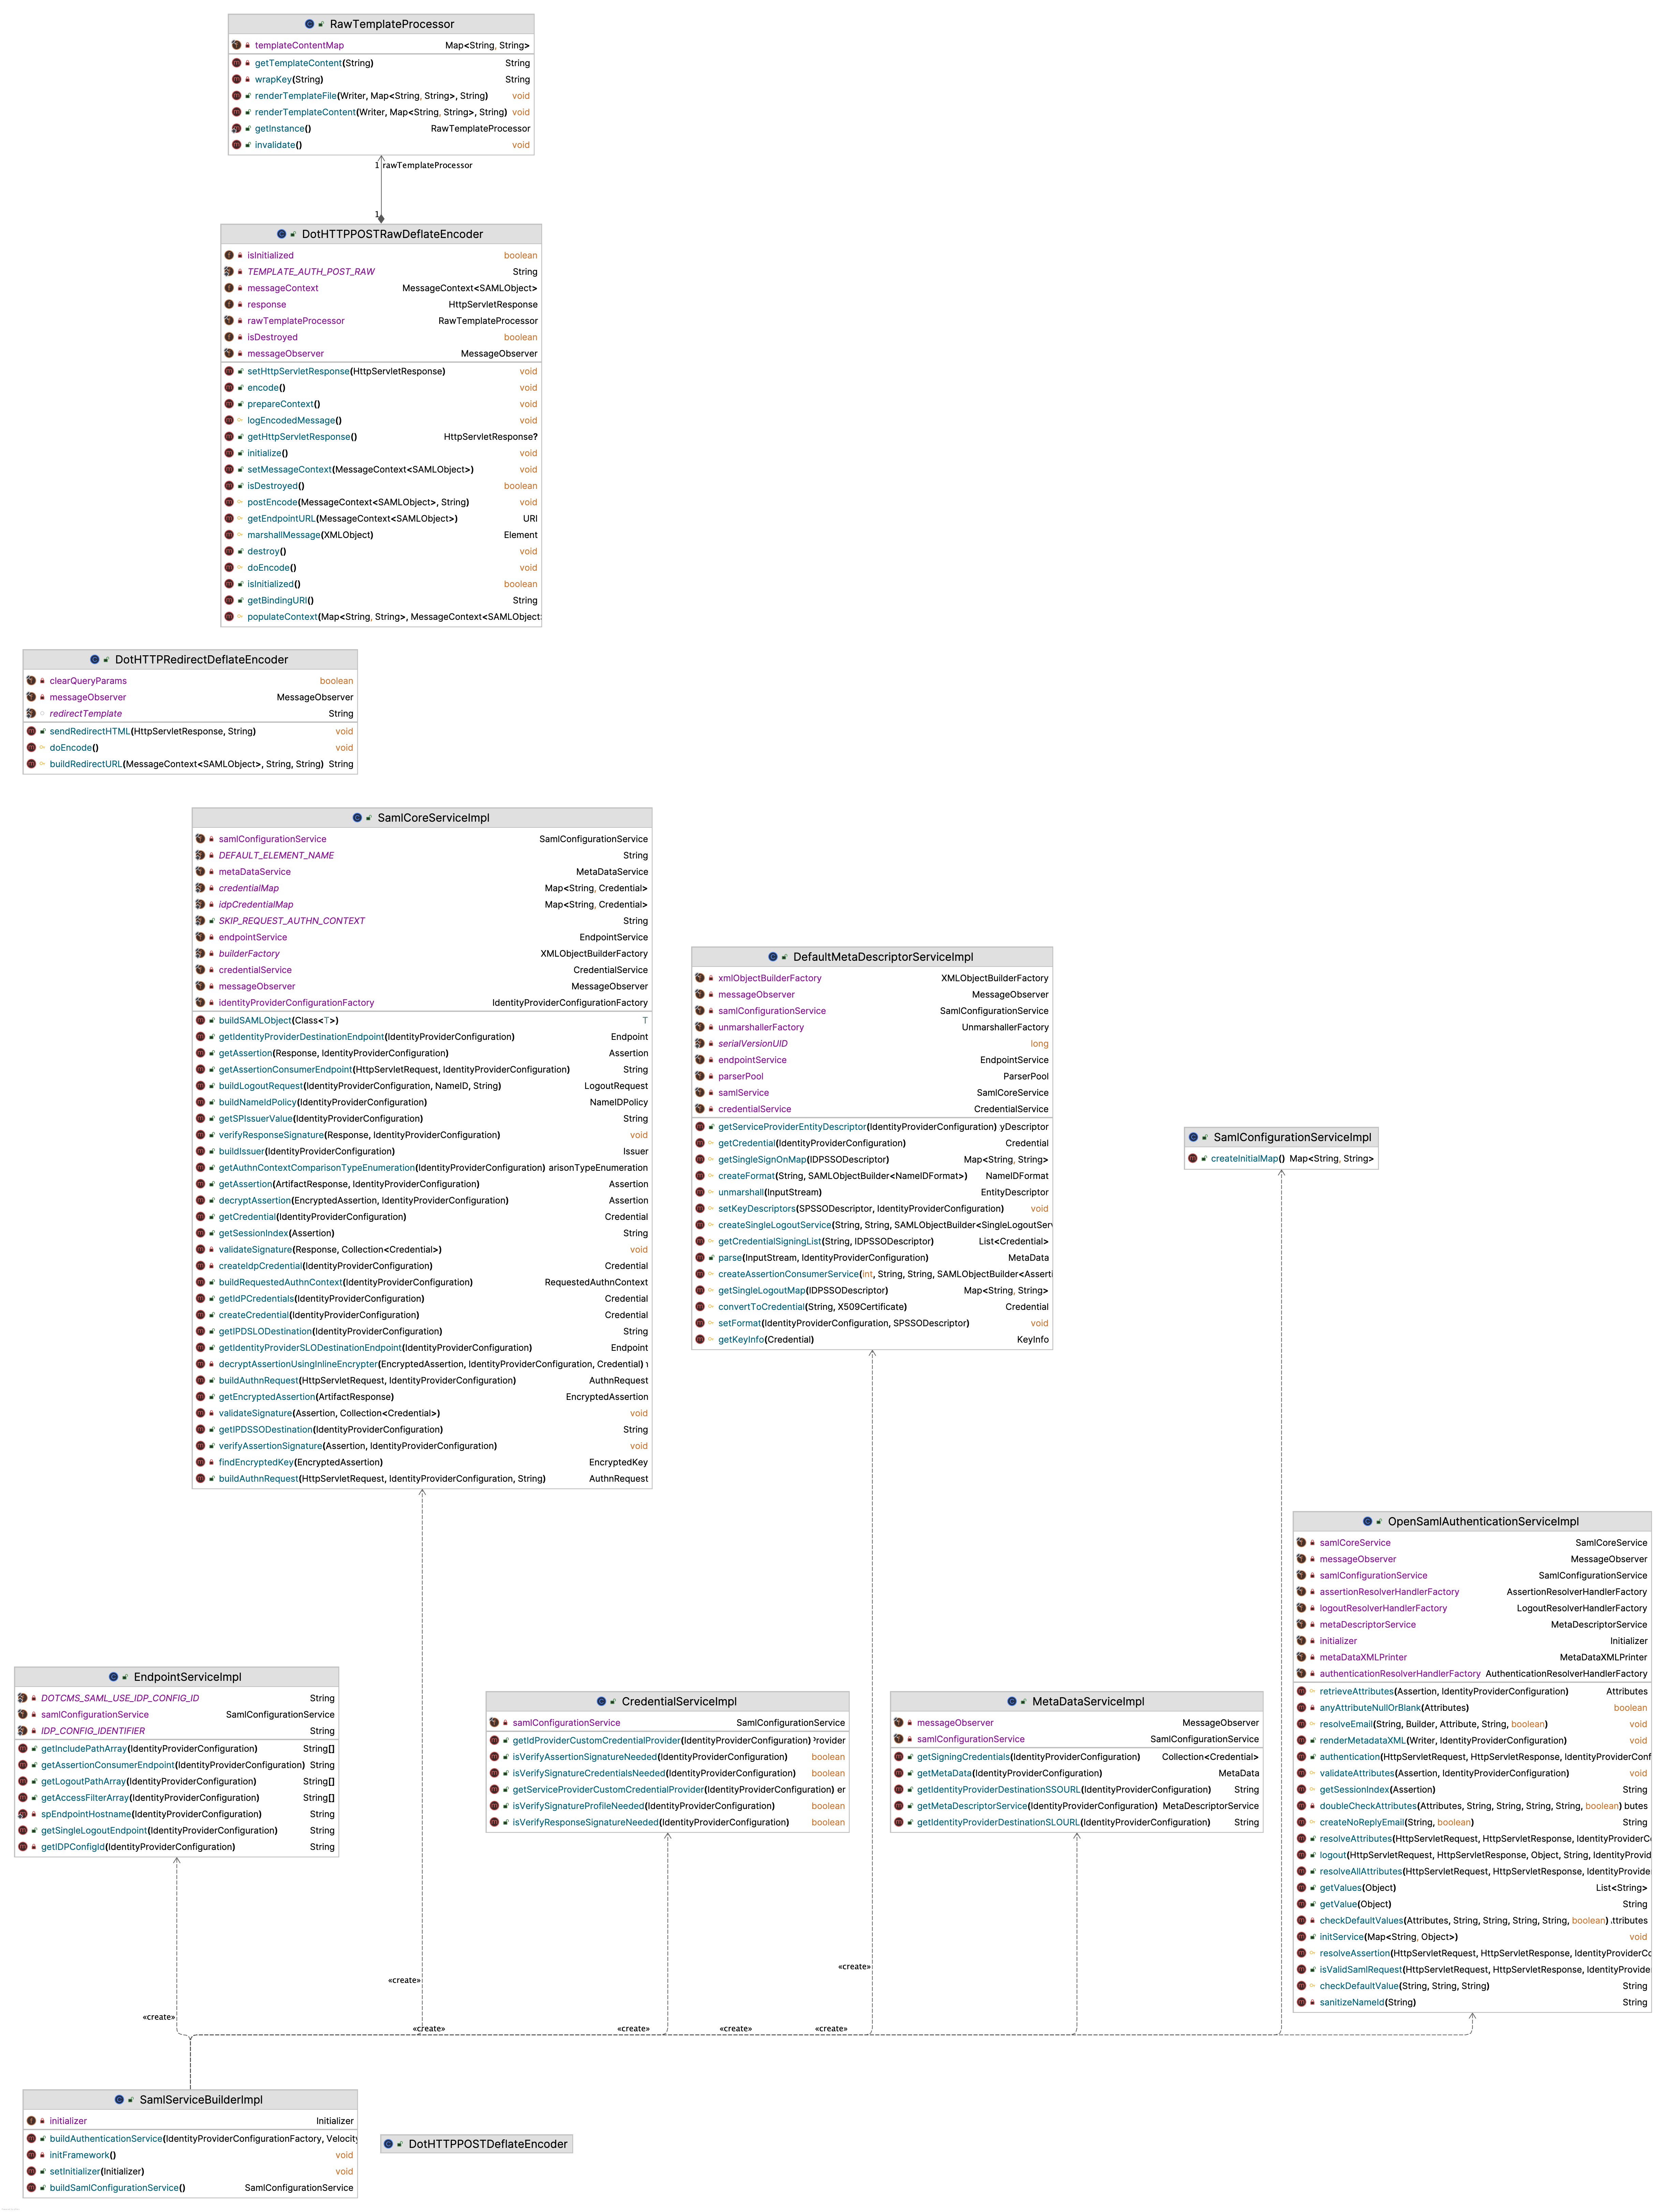 RawTemplateProcessor
templateContentMap Map<String, String>
getTemplateContent(String) String
wrapKey(String) String
renderTemplateFile(Writer, Map<String, String>, String) void
renderTemplateContent(Writer, Map<String, String>, String) void
getInstance() RawTemplateProcessor
invalidate() void
1 rawTemplateProcessor
1
DotHTTPPOSTRawDeflateEncoder
isInitialized boolean
TEMPLATE_AUTH_POST_RAW String
messageContext MessageContext<SAMLObject>
response HttpServletResponse
rawTemplateProcessor RawTemplateProcessor
isDestroyed boolean
messageObserver MessageObserver
setHttpServletResponse(HttpServletResponse) void
encode() void
prepareContext() void
logEncodedMessage() void
getHttpServletResponse() HttpServletResponse?
initialize() void
setMessageContext(MessageContext<SAMLObject>) void
isDestroyed() boolean
postEncode(MessageContext<SAMLObject>, String) void
getEndpointURL(MessageContext<SAMLObject>) URI
marshallMessage(XMLObject) Element
destroy() void
doEncode() void
isInitialized() boolean
getBindingURI() String
populateContext(Map<String, String>, MessageContext<SAMLObject>
DotHTTPRedirectDeflateEncoder
clearQueryParams boolean
messageObserver MessageObserver
redirectTemplate String
sendRedirectHTML(HttpServletResponse, String) void
doEncode() void
buildRedirectURL(MessageContext<SAMLObject>, String, String) String
SamlCoreServiceImpl
samlConfigurationService SamlConfigurationService
DEFAULT_ELEMENT_NAME String
metaDataService MetaDataService
credentialMap Map<String, Credential>
idpCredentialMap Map<String, Credential>
SKIP_REQUEST_AUTHN_CONTEXT String
endpointService EndpointService
builderFactory XMLObjectBuilderFactory
credentialService CredentialService
messageObserver MessageObserver
identityProviderConfigurationFactory IdentityProviderConfigurationFactory
buildSAMLObject(Class<T>) T
getIdentityProviderDestinationEndpoint(IdentityProviderConfiguration) Endpoint
getAssertion(Response, IdentityProviderConfiguration) Assertion
getAssertionConsumerEndpoint(HttpServletRequest, IdentityProviderConfiguration) String
buildLogoutRequest(IdentityProviderConfiguration, NameID, String) LogoutRequest
buildNameIdPolicy(IdentityProviderConfiguration) NameIDPolicy
getSPIssuerValue(IdentityProviderConfiguration) String
verifyResponseSignature(Response, IdentityProviderConfiguration) void
buildIssuer(IdentityProviderConfiguration) Issuer
getAuthnContextComparisonTypeEnumeration(IdentityProviderConfiguration) arisonTypeEnumeration
getAssertion(ArtifactResponse, IdentityProviderConfiguration) Assertion
decryptAssertion(EncryptedAssertion, IdentityProviderConfiguration) Assertion
getCredential(IdentityProviderConfiguration) Credential
getSessionIndex(Assertion) String
validateSignature(Response, Collection<Credential>) void
createIdpCredential(IdentityProviderConfiguration) Credential
buildRequestedAuthnContext(IdentityProviderConfiguration) RequestedAuthnContext
getIdPCredentials(IdentityProviderConfiguration) Credential
createCredential(IdentityProviderConfiguration) Credential
getIPDSLODestination(IdentityProviderConfiguration) String
getIdentityProviderSLODestinationEndpoint(IdentityProviderConfiguration) Endpoint
decryptAssertionUsingInlineEncrypter(EncryptedAssertion, IdentityProviderConfiguration, Credential)
buildAuthnRequest(HttpServletRequest, IdentityProviderConfiguration) AuthnRequest
getEncryptedAssertion(ArtifactResponse) EncryptedAssertion
validateSignature(Assertion, Collection<Credential>) void
getIPDSSODestination(IdentityProviderConfiguration) String
verifyAssertionSignature(Assertion, IdentityProviderConfiguration) void
findEncryptedKey(EncryptedAssertion) EncryptedKey
buildAuthnRequest(HttpServletRequest, IdentityProviderConfiguration, String) AuthnRequest
DefaultMetaDescriptorServiceImpl
xmlObjectBuilderFactory XMLObjectBuilderFactory
messageObserver MessageObserver
samlConfigurationService SamlConfigurationService
unmarshallerFactory UnmarshallerFactory
serialVersionUID long
endpointService EndpointService
parserPool ParserPool
samlService SamlCoreService
credentialService CredentialService
getServiceProviderEntityDescriptor(IdentityProviderConfiguration) yDescriptor
getCredential(IdentityProviderConfiguration) Credential
getSingleSignOnMap(IDPSSODescriptor) Map<String, String>
createFormat(String, SAMLObjectBuilder<NameIDFormat>) NameIDFormat
unmarshall(InputStream) EntityDescriptor
setKeyDescriptors(SPSSODescriptor, IdentityProviderConfiguration) void
createSingleLogoutService(String, String, SAMLObjectBuilder<SingleLogoutServ
getCredentialSigningList(String, IDPSSODescriptor) List<Credential>
parse(InputStream, IdentityProviderConfiguration) MetaData
createAssertionConsumerService(int, String, String, SAMLObjectBuilder<Asserti
getSingleLogoutMap(IDPSSODescriptor) Map<String, String>
convertToCredential(String, X509Certificate) Credential
setFormat(IdentityProviderConfiguration, SPSSODescriptor) void
getKeyInfo(Credential) KeyInfo
SamlConfigurationServiceImpl
createInitialMap() Map<String, String>
OpenSamlAuthenticationServiceImpl
samlCoreService SamlCoreService
messageObserver MessageObserver
samlConfigurationService SamlConfigurationService
assertionResolverHandlerFactory AssertionResolverHandlerFactory
logoutResolverHandlerFactory LogoutResolverHandlerFactory
metaDescriptorService MetaDescriptorService
initializer Initializer
metaDataXMLPrinter MetaDataXMLPrinter
authenticationResolverHandlerFactory AuthenticationResolverHandlerFactory
retrieveAttributes(Assertion, IdentityProviderConfiguration) Attributes
anyAttributeNullOrBlank(Attributes) boolean
resolveEmail(String, Builder, Attribute, String, boolean) void
renderMetadataXML(Writer, IdentityProviderConfiguration) void
authentication(HttpServletRequest, HttpServletResponse, IdentityProviderConf
validateAttributes(Assertion, IdentityProviderConfiguration) void
getSessionIndex(Assertion) String
doubleCheckAttributes(Attributes, String, String, String, String, boolean) butes
createNoReplyEmail(String, boolean) String
resolveAttributes(HttpServletRequest, HttpServletResponse, IdentityProviderC
logout(HttpServletRequest, HttpServletResponse, Object, String, IdentityProvid
resolveAllAttributes(HttpServletRequest, HttpServletResponse, IdentityProvide
getValues(Object) List<String>
getValue(Object) String
checkDefaultValues(Attributes, String, String, String, String, boolean) .ttributes
initService(Map<String, Object>) void
resolveAssertion(HttpServletRequest, HttpServletResponse, IdentityProviderCo
isValidSamlRequest(HttpServletRequest, HttpServletResponse, IdentityProvide
checkDefaultValue(String, String, String) String
sanitizeNameId(String) String
EndpointServiceImpl
DOTCMS_SAML_USE_IDP_CONFIG_ID String
samlConfigurationService SamlConfigurationService
IDP_CONFIG_IDENTIFIER String
getIncludePathArray(IdentityProviderConfiguration) String[]
getAssertionConsumerEndpoint(IdentityProviderConfiguration) String
getLogoutPathArray(IdentityProviderConfiguration) String[]
getAccessFilterArray(IdentityProviderConfiguration) String[]
spEndpointHostname(IdentityProviderConfiguration) String
getSingleLogoutEndpoint(IdentityProviderConfiguration) String
getIDPConfigId(IdentityProviderConfiguration) String
CredentialServiceImpl
samlConfigurationService SamlConfigurationService
getIdProviderCustomCredentialProvider(IdentityProviderConfiguration) Provider
isVerifyAssertionSignatureNeeded(IdentityProviderConfiguration) boolean
isVerifySignatureCredentialsNeeded(IdentityProviderConfiguration) boolean
getServiceProviderCustomCredentialProvider(IdentityProviderConfiguration) er
isVerifySignatureProfileNeeded(IdentityProviderConfiguration) boolean
isVerifyResponseSignatureNeeded(IdentityProviderConfiguration) boolean
MetaDataServiceImpl
messageObserver MessageObserver
samlConfigurationService SamlConfigurationService
getSigningCredentials(IdentityProviderConfiguration) Collection<Credential>
getMetaData(IdentityProviderConfiguration) MetaData
getIdentityProviderDestinationSSOURL(IdentityProviderConfiguration) String
getMetaDescriptorService(IdentityProviderConfiguration) MetaDescriptorService
getIdentityProviderDestinationSLOURL(IdentityProviderConfiguration) String
«create»
«create»
«create»
«create» «create» «create» «create»
SamlServiceBuilderImpl
initializer Initializer
buildAuthenticationService(IdentityProviderConfigurationFactory, Velocity
initFramework() void
setInitializer(Initializer) void
buildSamlConfigurationService() SamlConfigurationService
DotHTTPPOSTDeflateEncoder